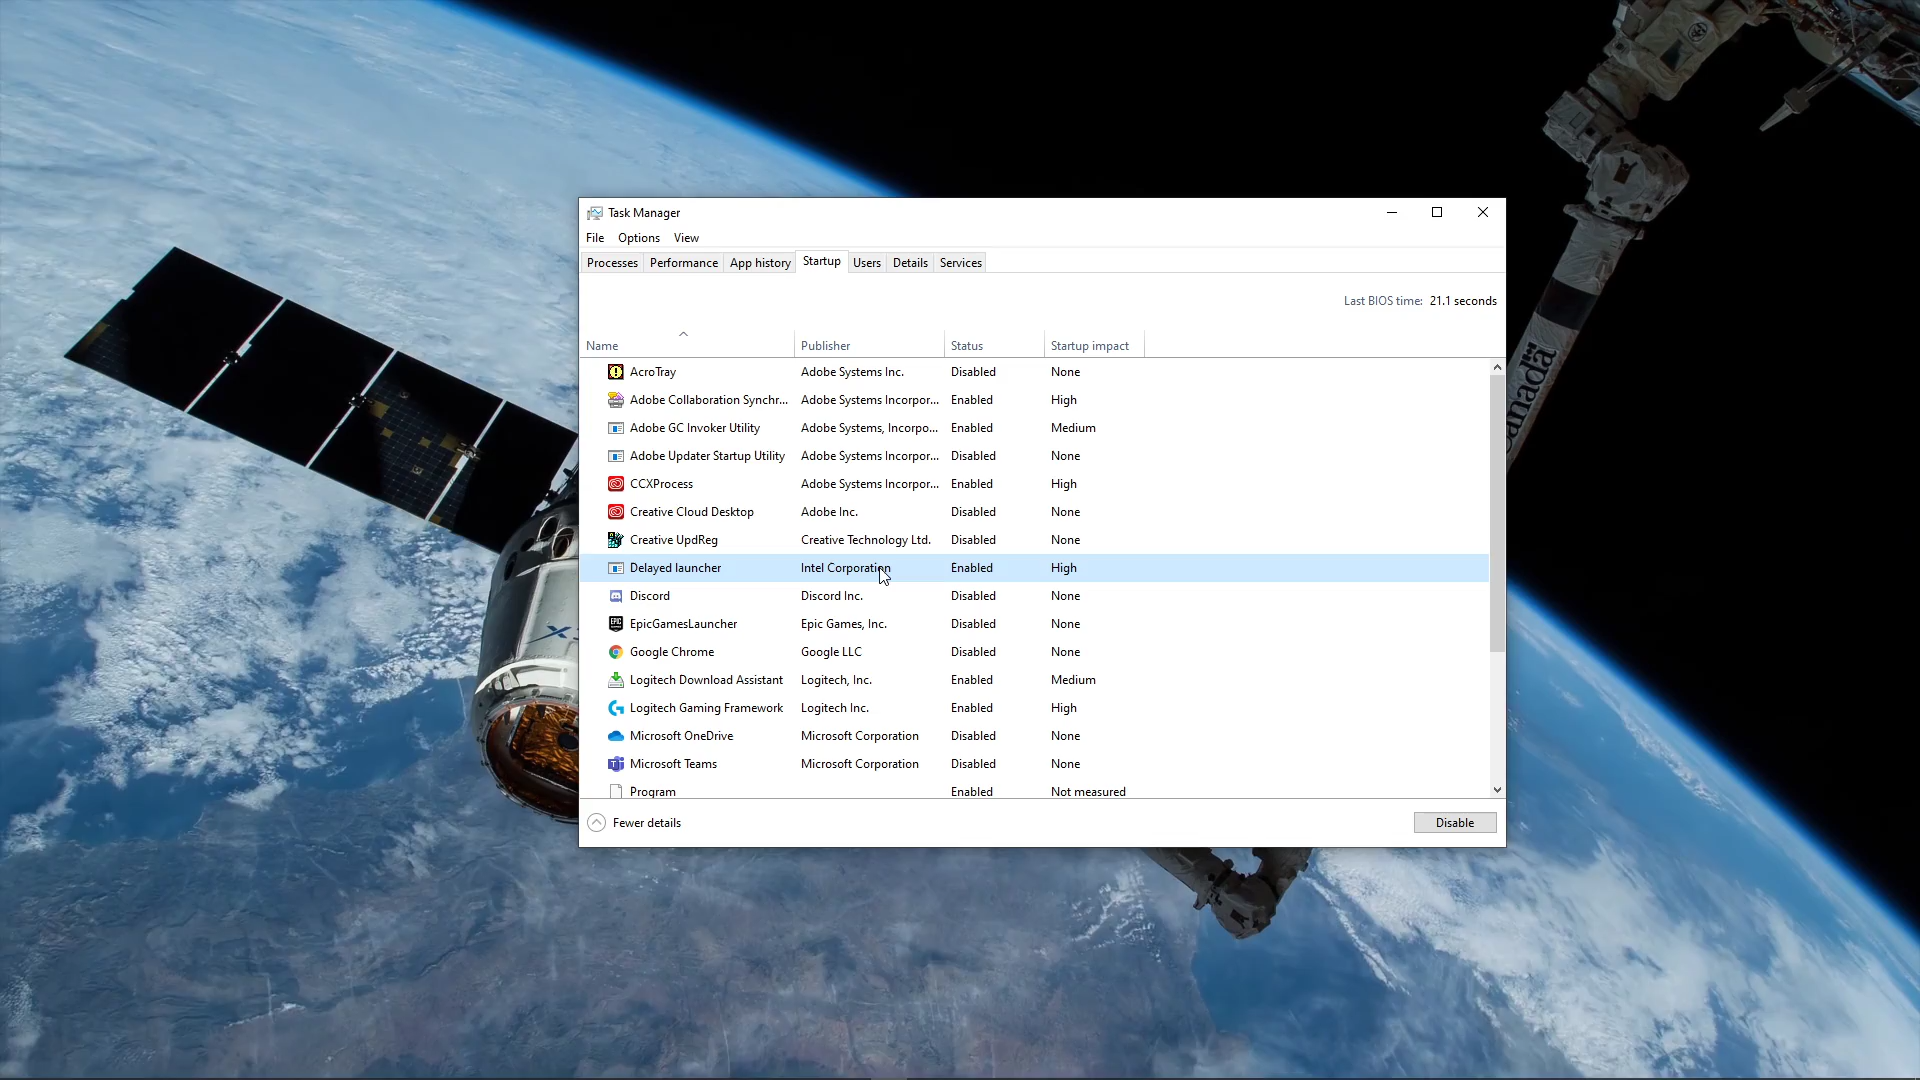 Task Manager
File Options View
Processes Performance App history Startup Users Details Services
Last BIOS time: 21.1 seconds
Name Publisher Status Startup impact
AcroTray Adobe Systems Inc. Disabled None
Adobe Collaboration Synchr... Adobe Systems Incorpor... Enabled High
Adobe GC Invoker Utility Adobe Systems, Incorpo... Enabled Medium
Adobe Updater Startup Utility Adobe Systems Incorpor... Disabled None
CCXProcess Adobe Systems Incorpor... Enabled High
Creative Cloud Desktop Adobe Inc. Disabled None
Creative UpdReg Creative Technology Ltd. Disabled None
Delayed launcher Intel Corporation Enabled High
Discord Discord Inc. Disabled None
EpicGamesLauncher Epic Games, Inc. Disabled None
Google Chrome Google LLC Disabled None
Logitech Download Assistant Logitech, Inc. Enabled Medium
Logitech Gaming Framework Logitech Inc. Enabled High
Microsoft OneDrive Microsoft Corporation Disabled None
Microsoft Teams Microsoft Corporation Disabled None
Program Enabled Not measured
Fewer details Disable
Canada